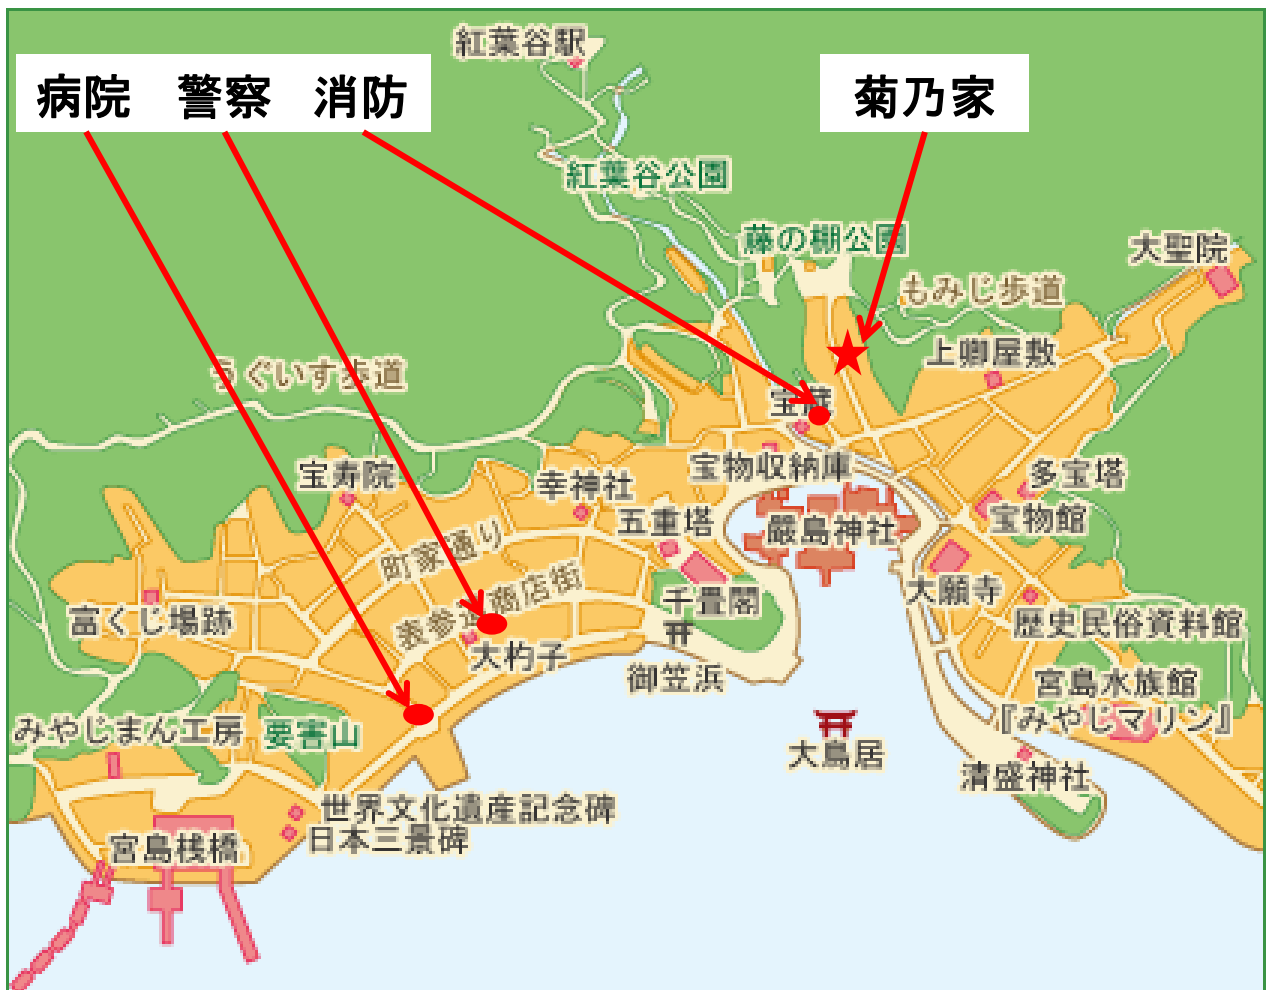 紅葉谷駅
病院　警察　消防
菊乃家
紅葉谷公園
藤の棚公園
大聖院
もみじ歩道
上卿屋敷
うぐいす歩道
宝蔵
宝物収納庫
多宝塔
宝寿院
幸神社
五重塔
嚴島神社
宝物館
町家通り
表参道商店街
千畳閣
大願寺
富くじ場跡
歴史民俗資料館
大杓子
御笠浜
宮島水族館
『みやじマリン』
みやじまん工房
要害山
大鳥居
清盛神社
世界文化遺産記念碑
日本三景碑
宮島桟橋